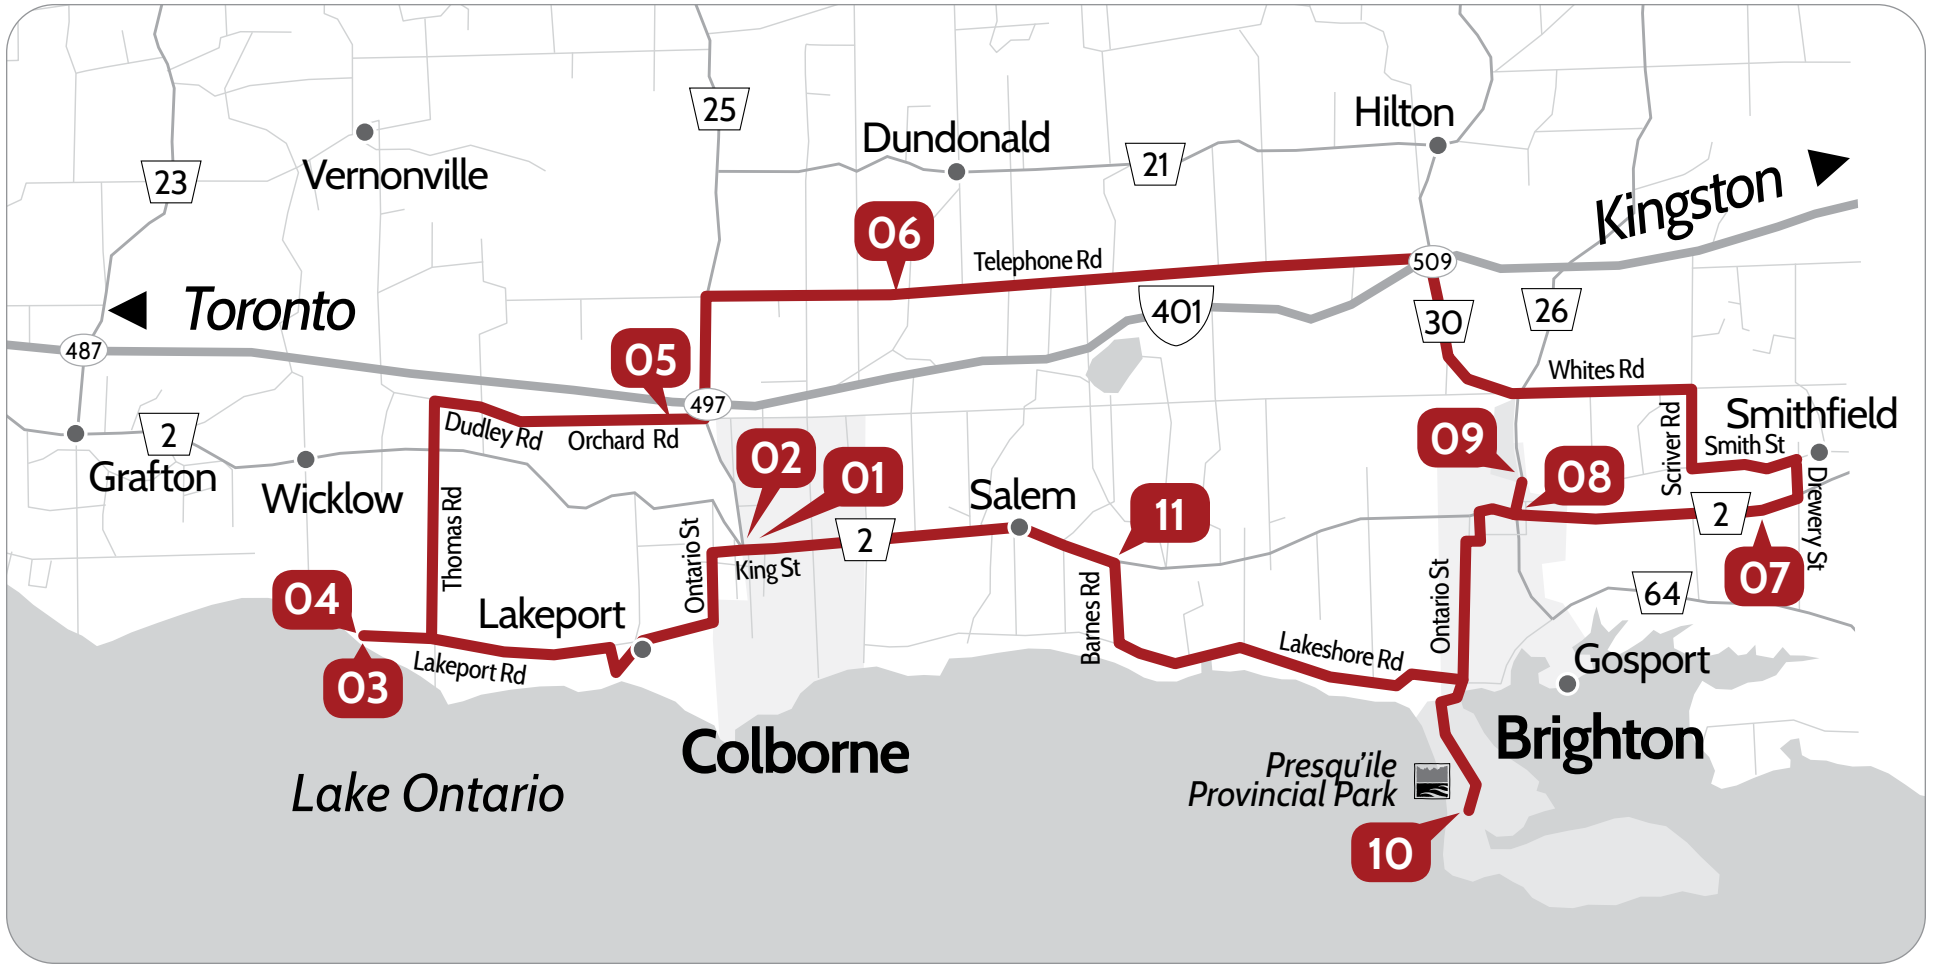 25
Hilton
Dundonald
21
Vernonville
23
Kingston
06
Telephone Rd
509
Toronto
401
30
26
487
05
Whites Rd
497
Dudley Rd
Orchard Rd
2
Grafton
Wicklow
02
01
09
08
Scriver Rd
Smithfield
Smith St
Drewery St
Salem
11
2
2
07
Thomas Rd
Ontario St
King St
04
Lakeport
03
Lakeport Rd
Barnes Rd
Lakeshore Rd
Ontario St
64
Gosport
Colborne
Brighton
Lake Ontario
Presqu'ile
Provincial Park
10